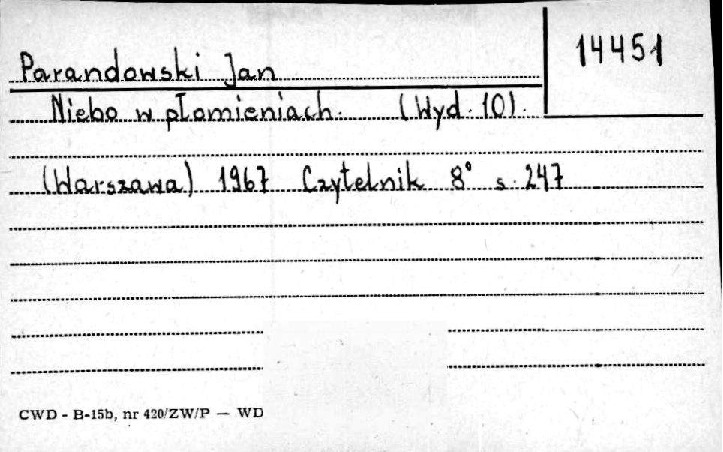 14451
Parandowski Jan
Niebo w płomieniach. (Wyd. 10).
(Warszawa) 1967 Czytelnik 8° s. 247
CWD - B-15b, nr 420/ZW/P — WD